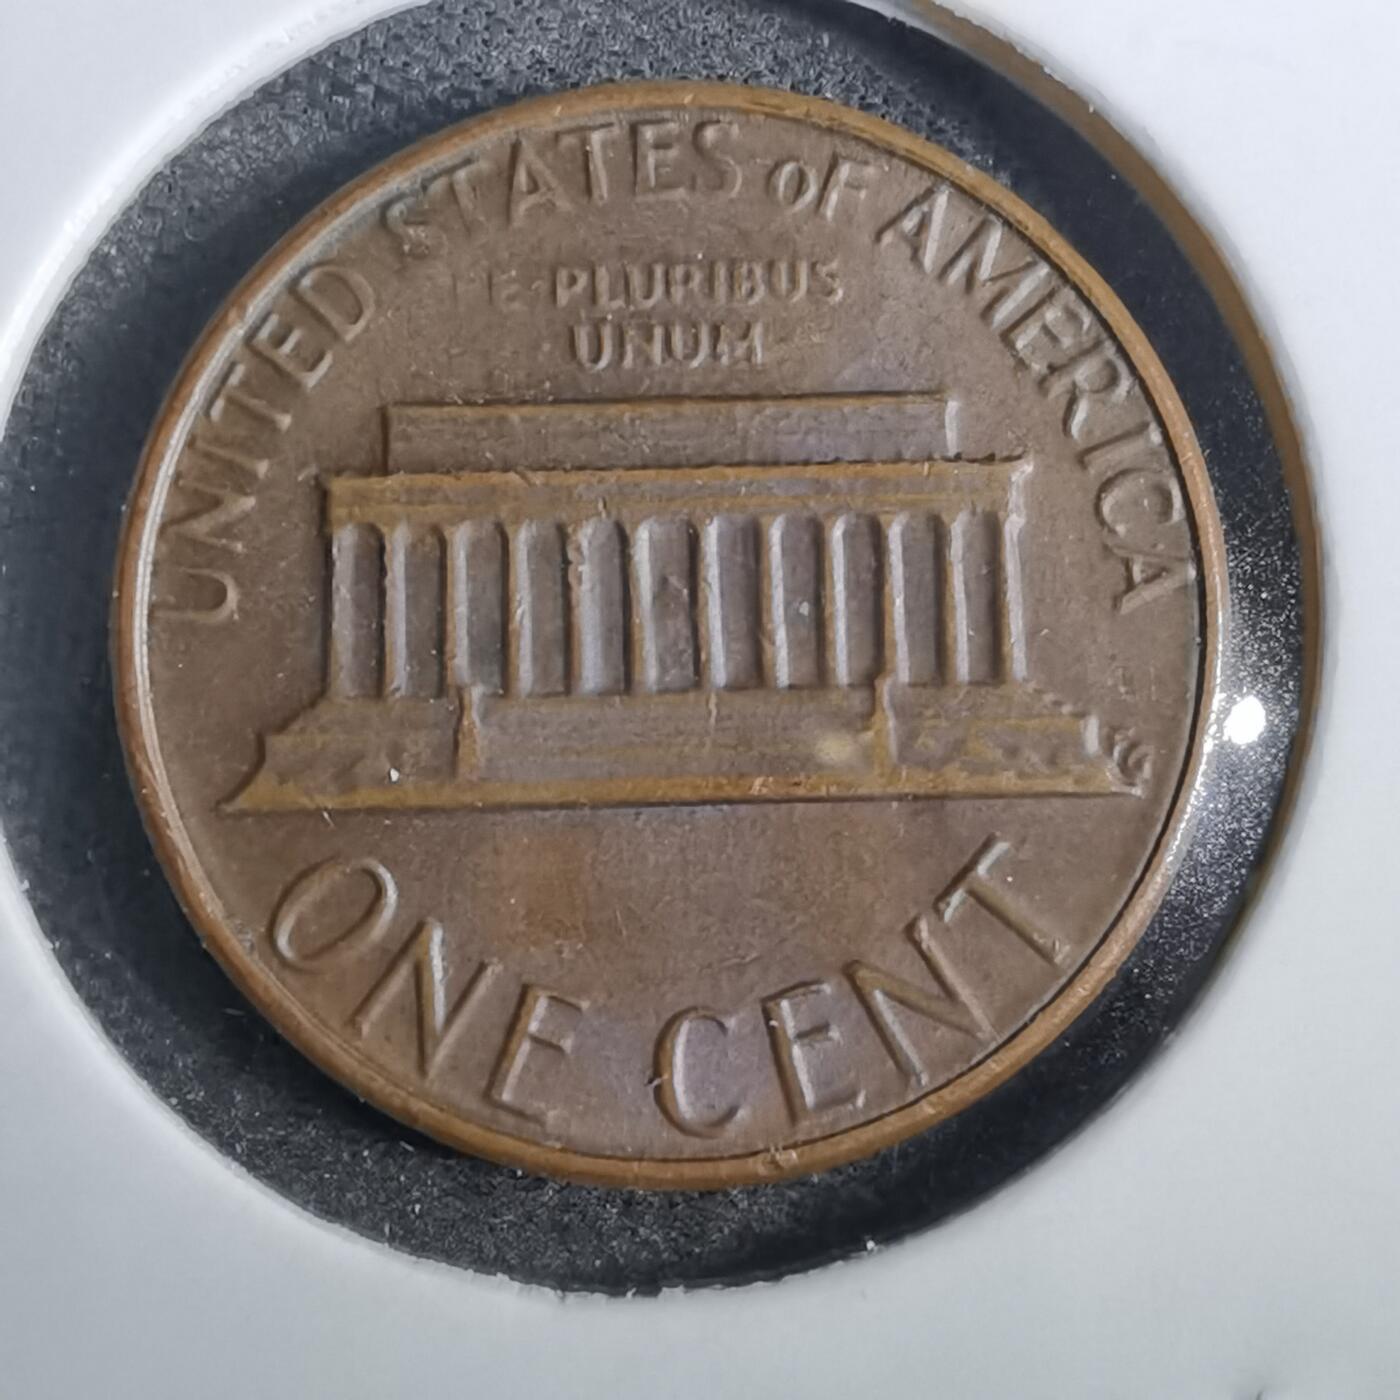 UNITED STATES OF AMERICA
E PLURIBUS
UNUM
ONE CENT